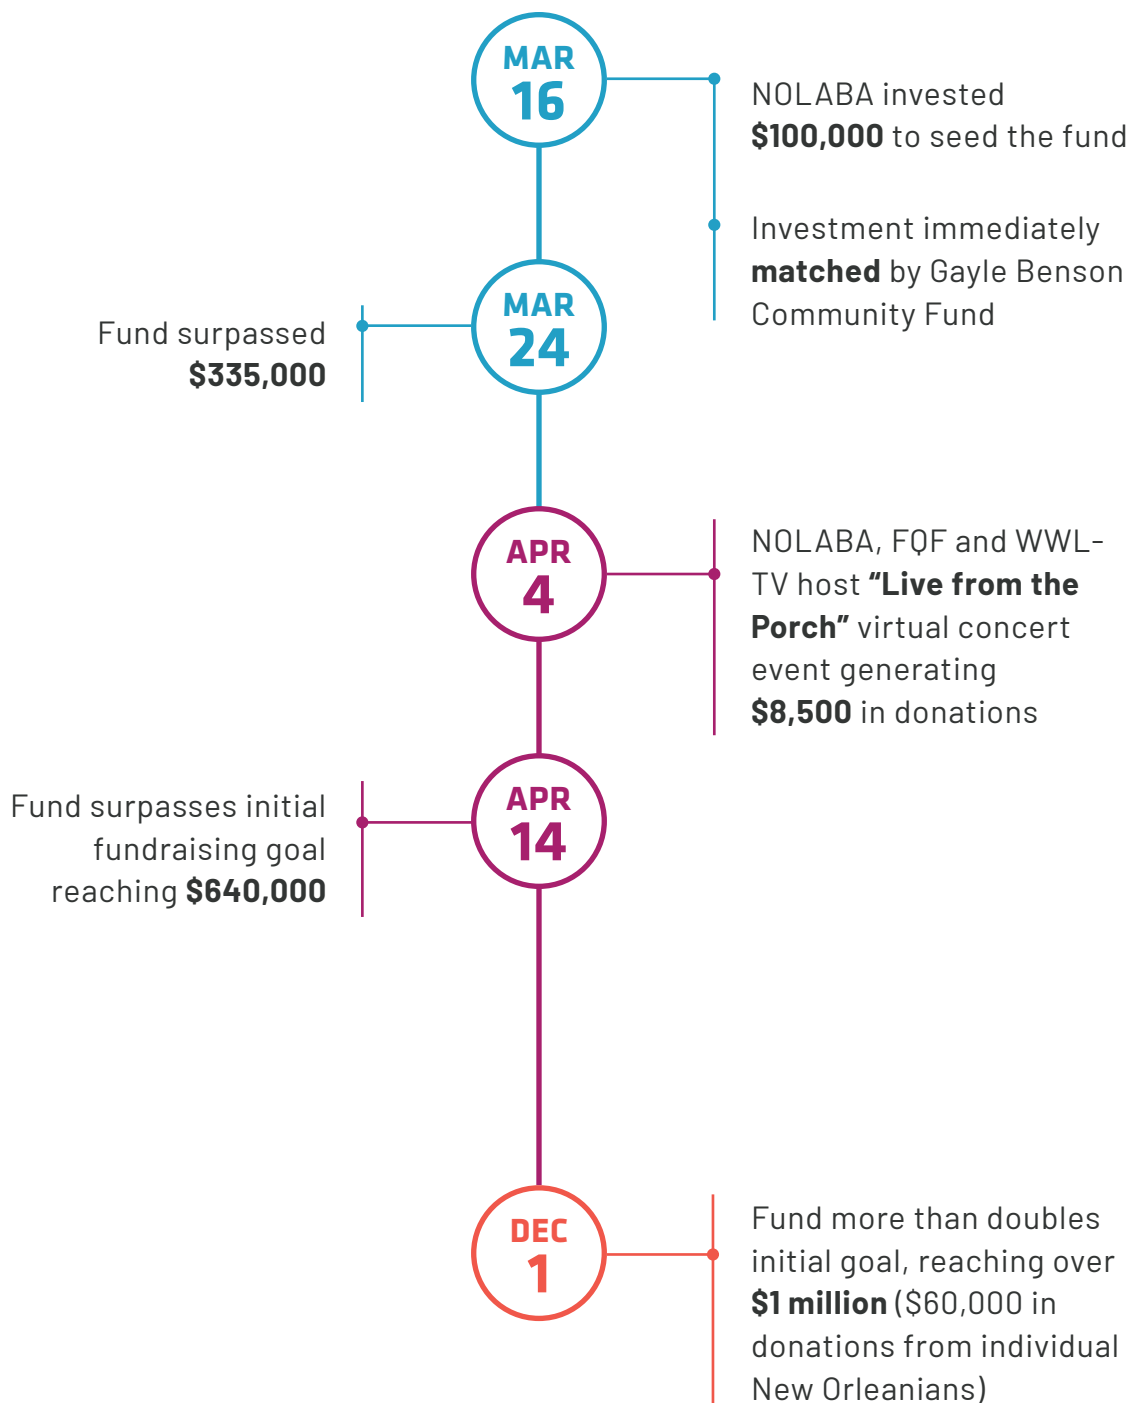 MAR
16
NOLABA invested
$100,000 to seed the fund
Investment immediately
matched by Gayle Benson
Community Fund
MAR
24
Fund surpassed
$335,000
APR
4
NOLABA, FQF and WWL-
TV host “Live from the
Porch” virtual concert
event generating
$8,500 in donations
APR
14
Fund surpasses initial
fundraising goal
reaching $640,000
DEC
1
Fund more than doubles
initial goal, reaching over
$1 million ($60,000 in
donations from individual
New Orleanians)